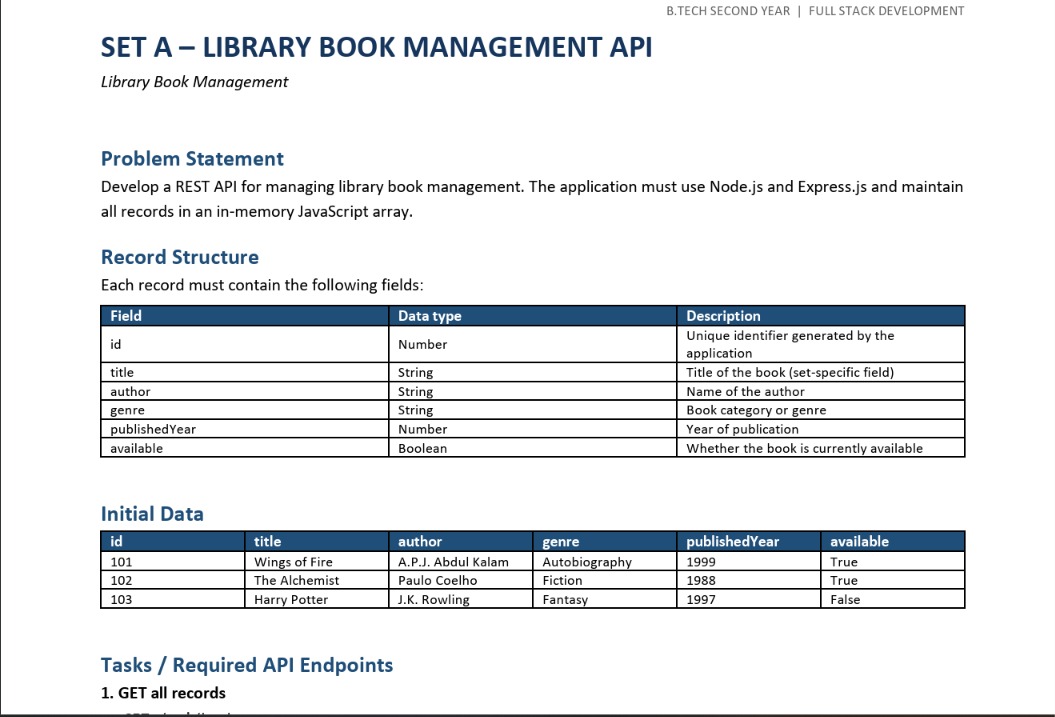 B.TECH SECOND YEAR | FULL STACK DEVELOPMENT
SET A – LIBRARY BOOK MANAGEMENT API
Library Book Management
Problem Statement
Develop a REST API for managing library book management. The application must use Node.js and Express.js and maintain
all records in an in-memory JavaScript array.
Record Structure
Each record must contain the following fields:
Field Data type Description
id Number Unique identifier generated by the
application
title String Title of the book (set-specific field)
author String Name of the author
genre String Book category or genre
publishedYear Number Year of publication
available Boolean Whether the book is currently available
Initial Data
id title author genre publishedYear available
101 Wings of Fire A.P.J. Abdul Kalam Autobiography 1999 True
102 The Alchemist Paulo Coelho Fiction 1988 True
103 Harry Potter J.K. Rowling Fantasy 1997 False
Tasks / Required API Endpoints
1. GET all records